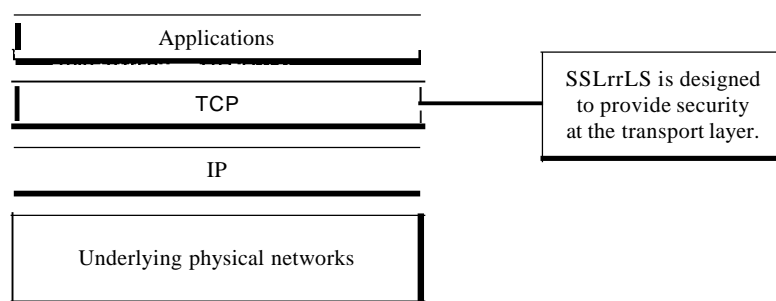 Applications
TCP
SSLrrLS is designed
to provide security
at the transport layer.
IP
Underlying physical networks